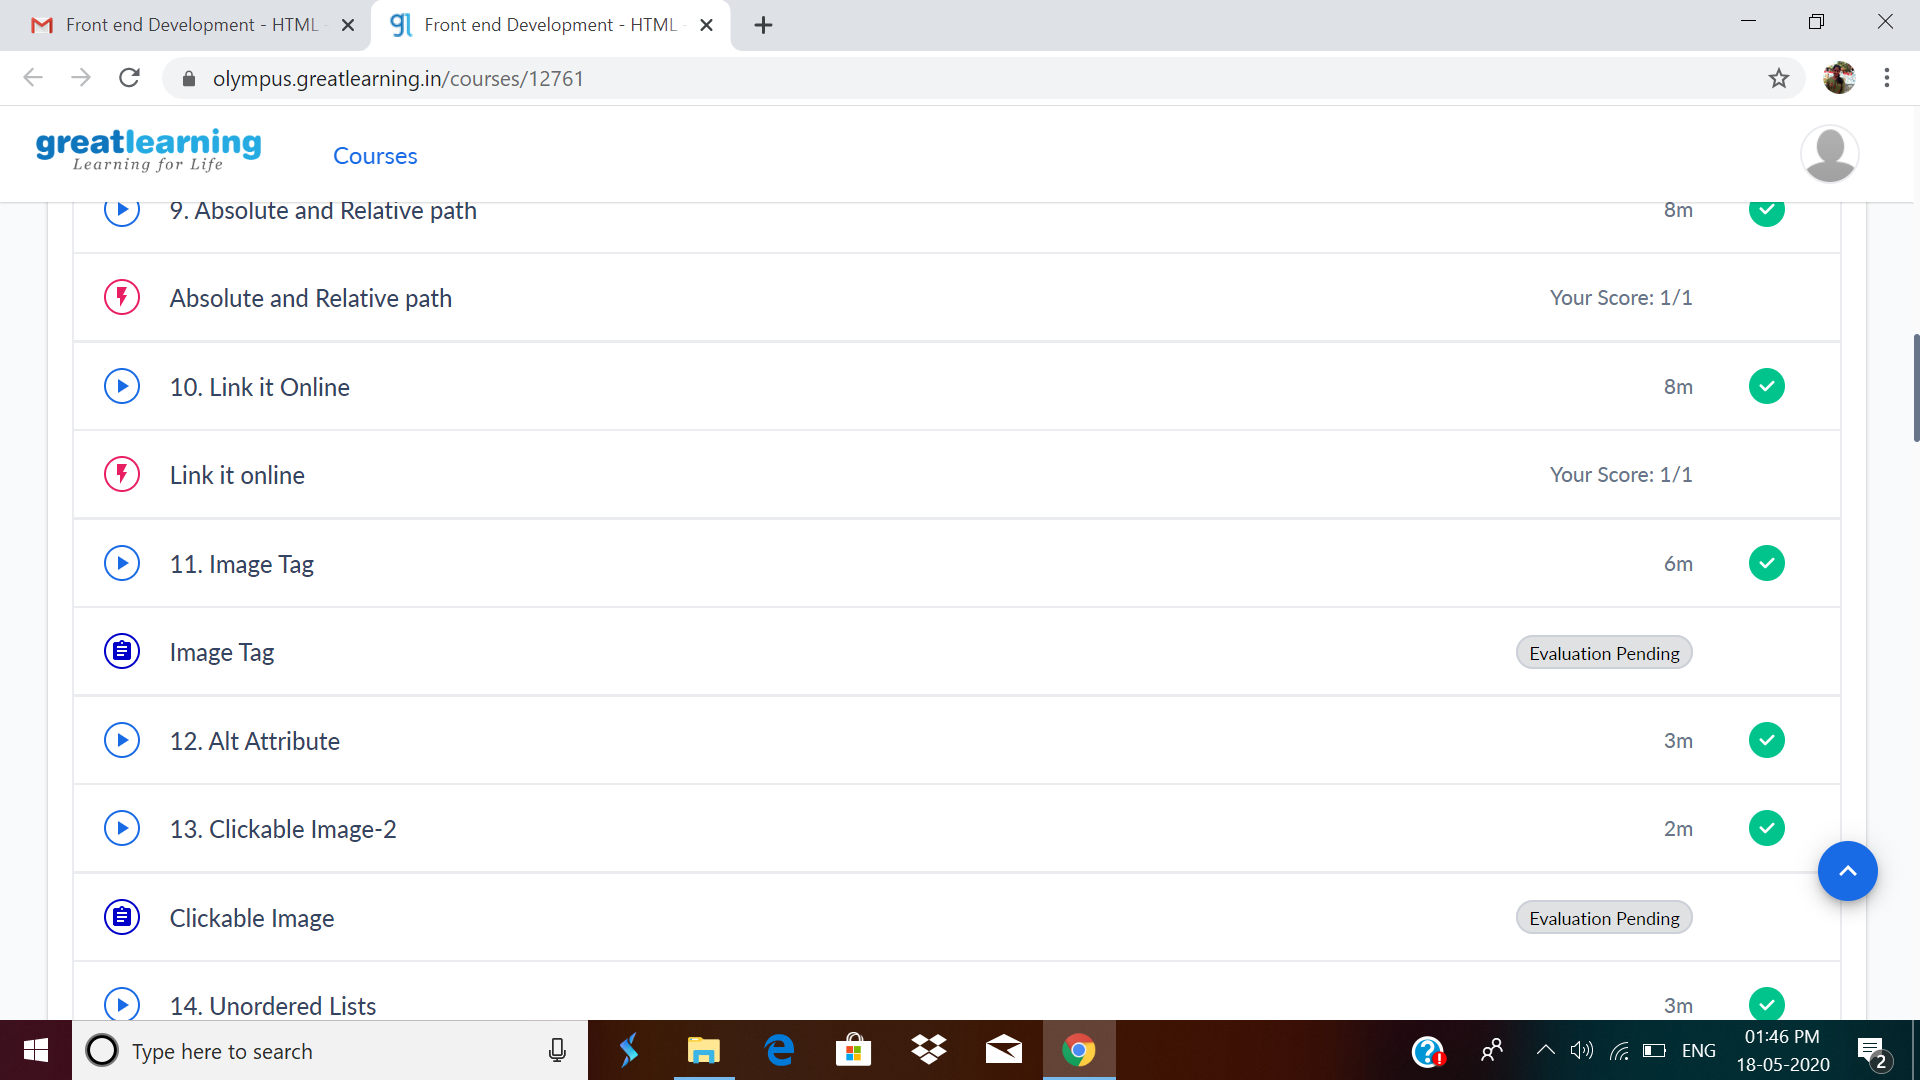 Front end Development - HTML
Front end Development - HTML
olympus.greatlearning.in/courses/12761
greatlearning
Learning for Life
Courses
9. Absolute and Relative path 8m
Absolute and Relative path Your Score: 1/1
10. Link it Online 8m
Link it online Your Score: 1/1
11. Image Tag 6m
Image Tag Evaluation Pending
12. Alt Attribute 3m
13. Clickable Image-2 2m
Clickable Image Evaluation Pending
14. Unordered Lists 3m
Type here to search
ENG
01:46 PM
18-05-2020
2